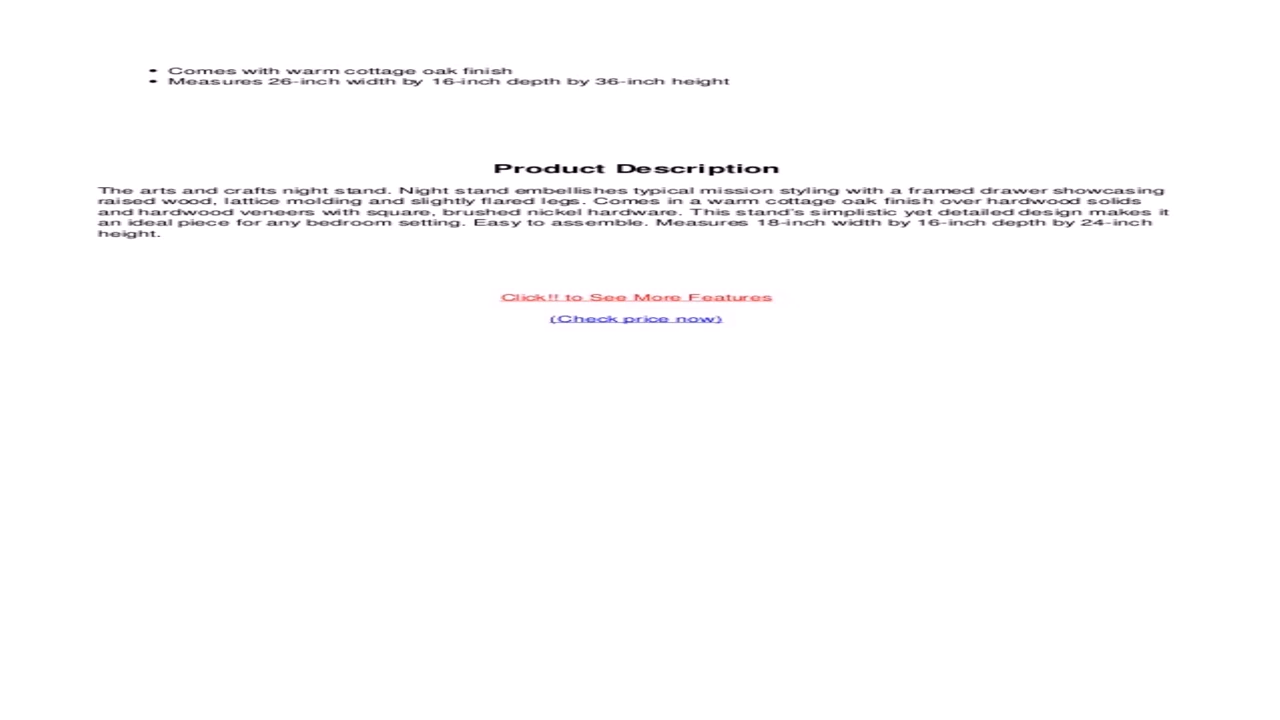 • Comes with warm cottage oak finish
• Measures 26-inch width by 16-inch depth by 36-inch height
Product Description
The arts and crafts night stand. Night stand embellishes typical mission styling with a framed drawer showcasing
raised wood, lattice molding and slightly flared legs. Comes in a warm cottage oak finish over hardwood solids
and hardwood veneers with square, brushed nickel hardware. This stand's simplistic yet detailed design makes it
an ideal piece for any bedroom setting. Easy to assemble. Measures 18-inch width by 16-inch depth by 24-inch
height.
Click!! to See More Features
(Check price now)